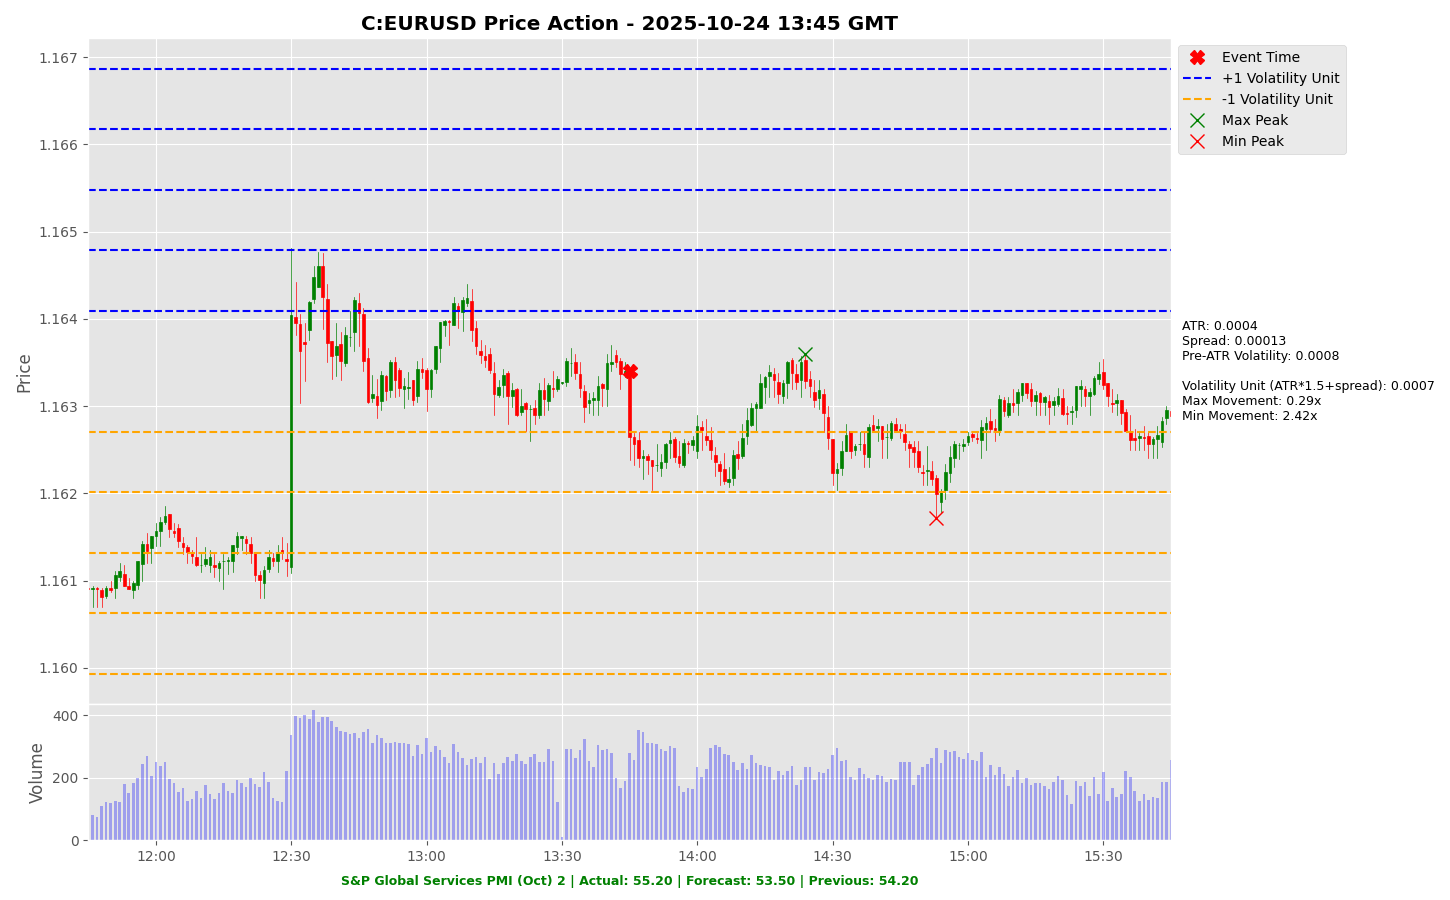 C:EURUSD Price Action - 2025-10-24 13:45 GMT
Event Time
+1 Volatility Unit
-1 Volatility Unit
Max Peak
Min Peak
Price
1.167
1.166
1.165
1.164
1.163
1.162
1.161
1.160
ATR: 0.0004
Spread: 0.00013
Pre-ATR Volatility: 0.0008
Volatility Unit (ATR*1.5+spread): 0.0007
Max Movement: 0.29x
Min Movement: 2.42x
Volume
400
200
0
12:00 12:30 13:00 13:30 14:00 14:30 15:00 15:30
S&P Global Services PMI (Oct) 2 | Actual: 55.20 | Forecast: 53.50 | Previous: 54.20